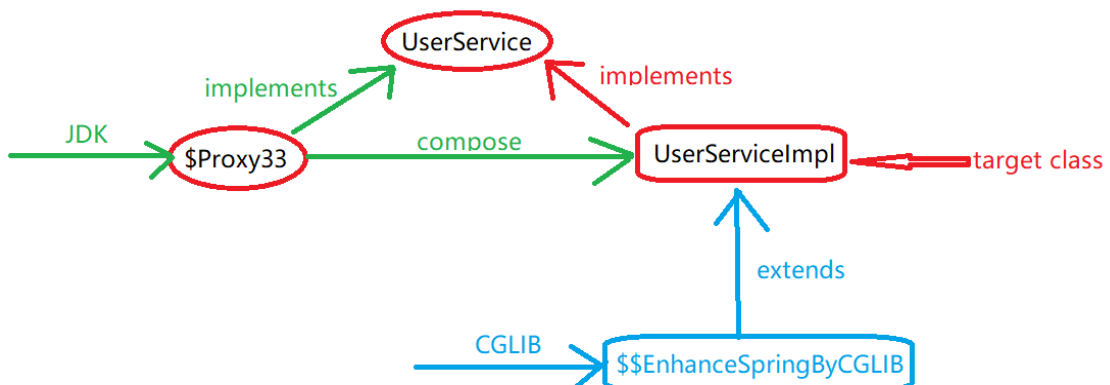 UserService
implements
implements
JDK
$Proxy33
compose
UserServiceImpl
target class
extends
CGLIB
$$EnhanceSpringByCGLIB